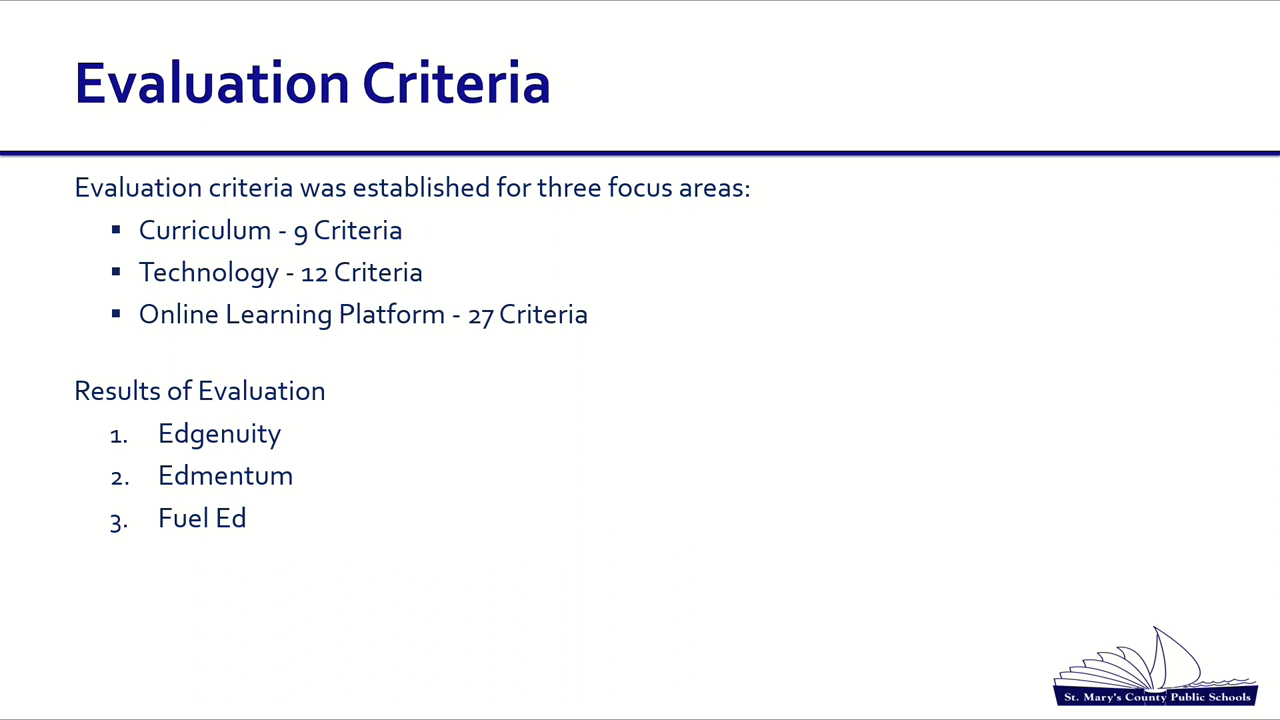 Evaluation Criteria
Evaluation criteria was established for three focus areas:
▪ Curriculum - 9 Criteria
▪ Technology - 12 Criteria
▪ Online Learning Platform - 27 Criteria
Results of Evaluation
1. Edgenuity
2. Edmentum
3. Fuel Ed
St. Mary's County Public Schools